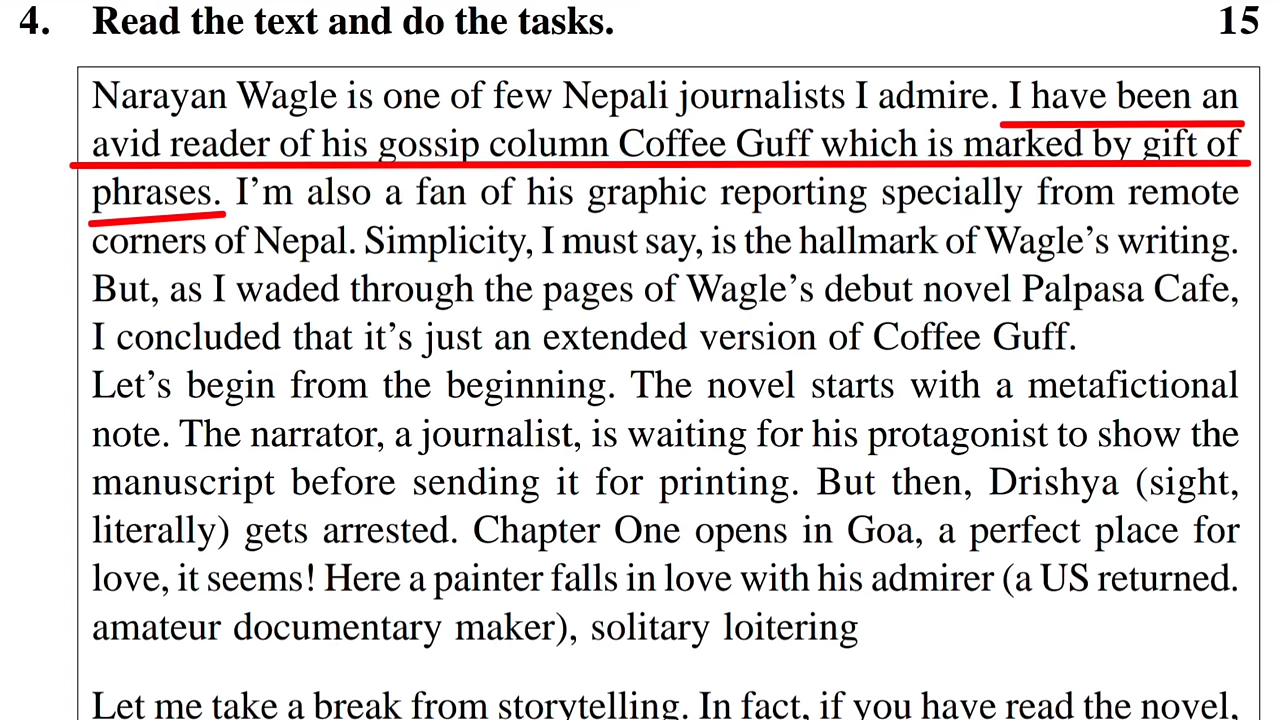 4. Read the text and do the tasks. 15
Narayan Wagle is one of few Nepali journalists I admire. I have been an
avid reader of his gossip column Coffee Guff which is marked by gift of
phrases. I'm also a fan of his graphic reporting specially from remote
corners of Nepal. Simplicity, I must say, is the hallmark of Wagle's writing.
But, as I waded through the pages of Wagle's debut novel Palpasa Cafe,
I concluded that it's just an extended version of Coffee Guff.
Let's begin from the beginning. The novel starts with a metafictional
note. The narrator, a journalist, is waiting for his protagonist to show the
manuscript before sending it for printing. But then, Drishya (sight,
literally) gets arrested. Chapter One opens in Goa, a perfect place for
love, it seems! Here a painter falls in love with his admirer (a US returned.
amateur documentary maker), solitary loitering
Let me take a break from storytelling. In fact, if you have read the novel,